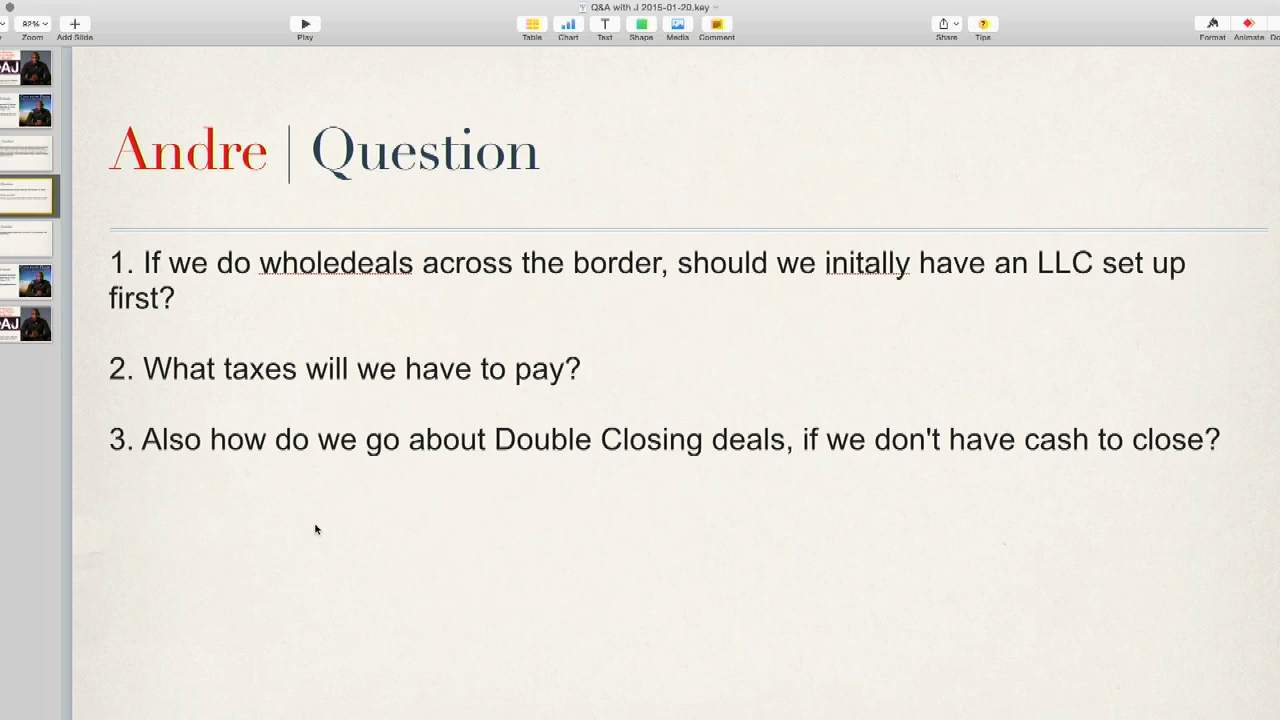 Q&A with J 2015-01-20.key
92%
Zoom
Add Slide
Play
Table
Chart
Text
Shape
Media
Comment
Share
Tips
Format
Animate
Andre | Question
1. If we do wholedeals across the border, should we initally have an LLC set up
first?
2. What taxes will we have to pay?
3. Also how do we go about Double Closing deals, if we don't have cash to close?